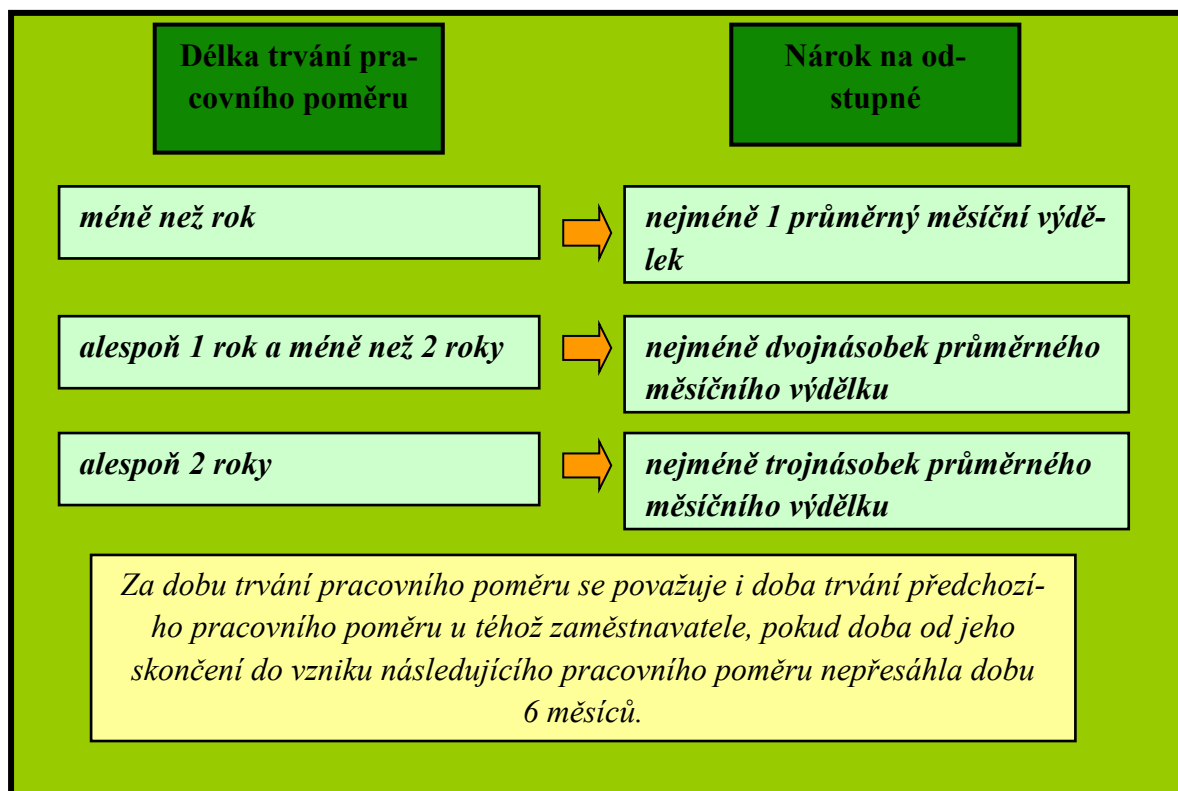 Délka trvání pra-
covního poměru
Nárok na od-
stupné
méně než rok
nejméně 1 průměrný měsíční výdě-
lek
alespoň 1 rok a méně než 2 roky
nejméně dvojnásobek průměrného
měsíčního výdělku
alespoň 2 roky
nejméně trojnásobek průměrného
měsíčního výdělku
Za dobu trvání pracovního poměru se považuje i doba trvání předchozí-
ho pracovního poměru u téhož zaměstnavatele, pokud doba od jeho
skončení do vzniku následujícího pracovního poměru nepřesáhla dobu
6 měsíců.